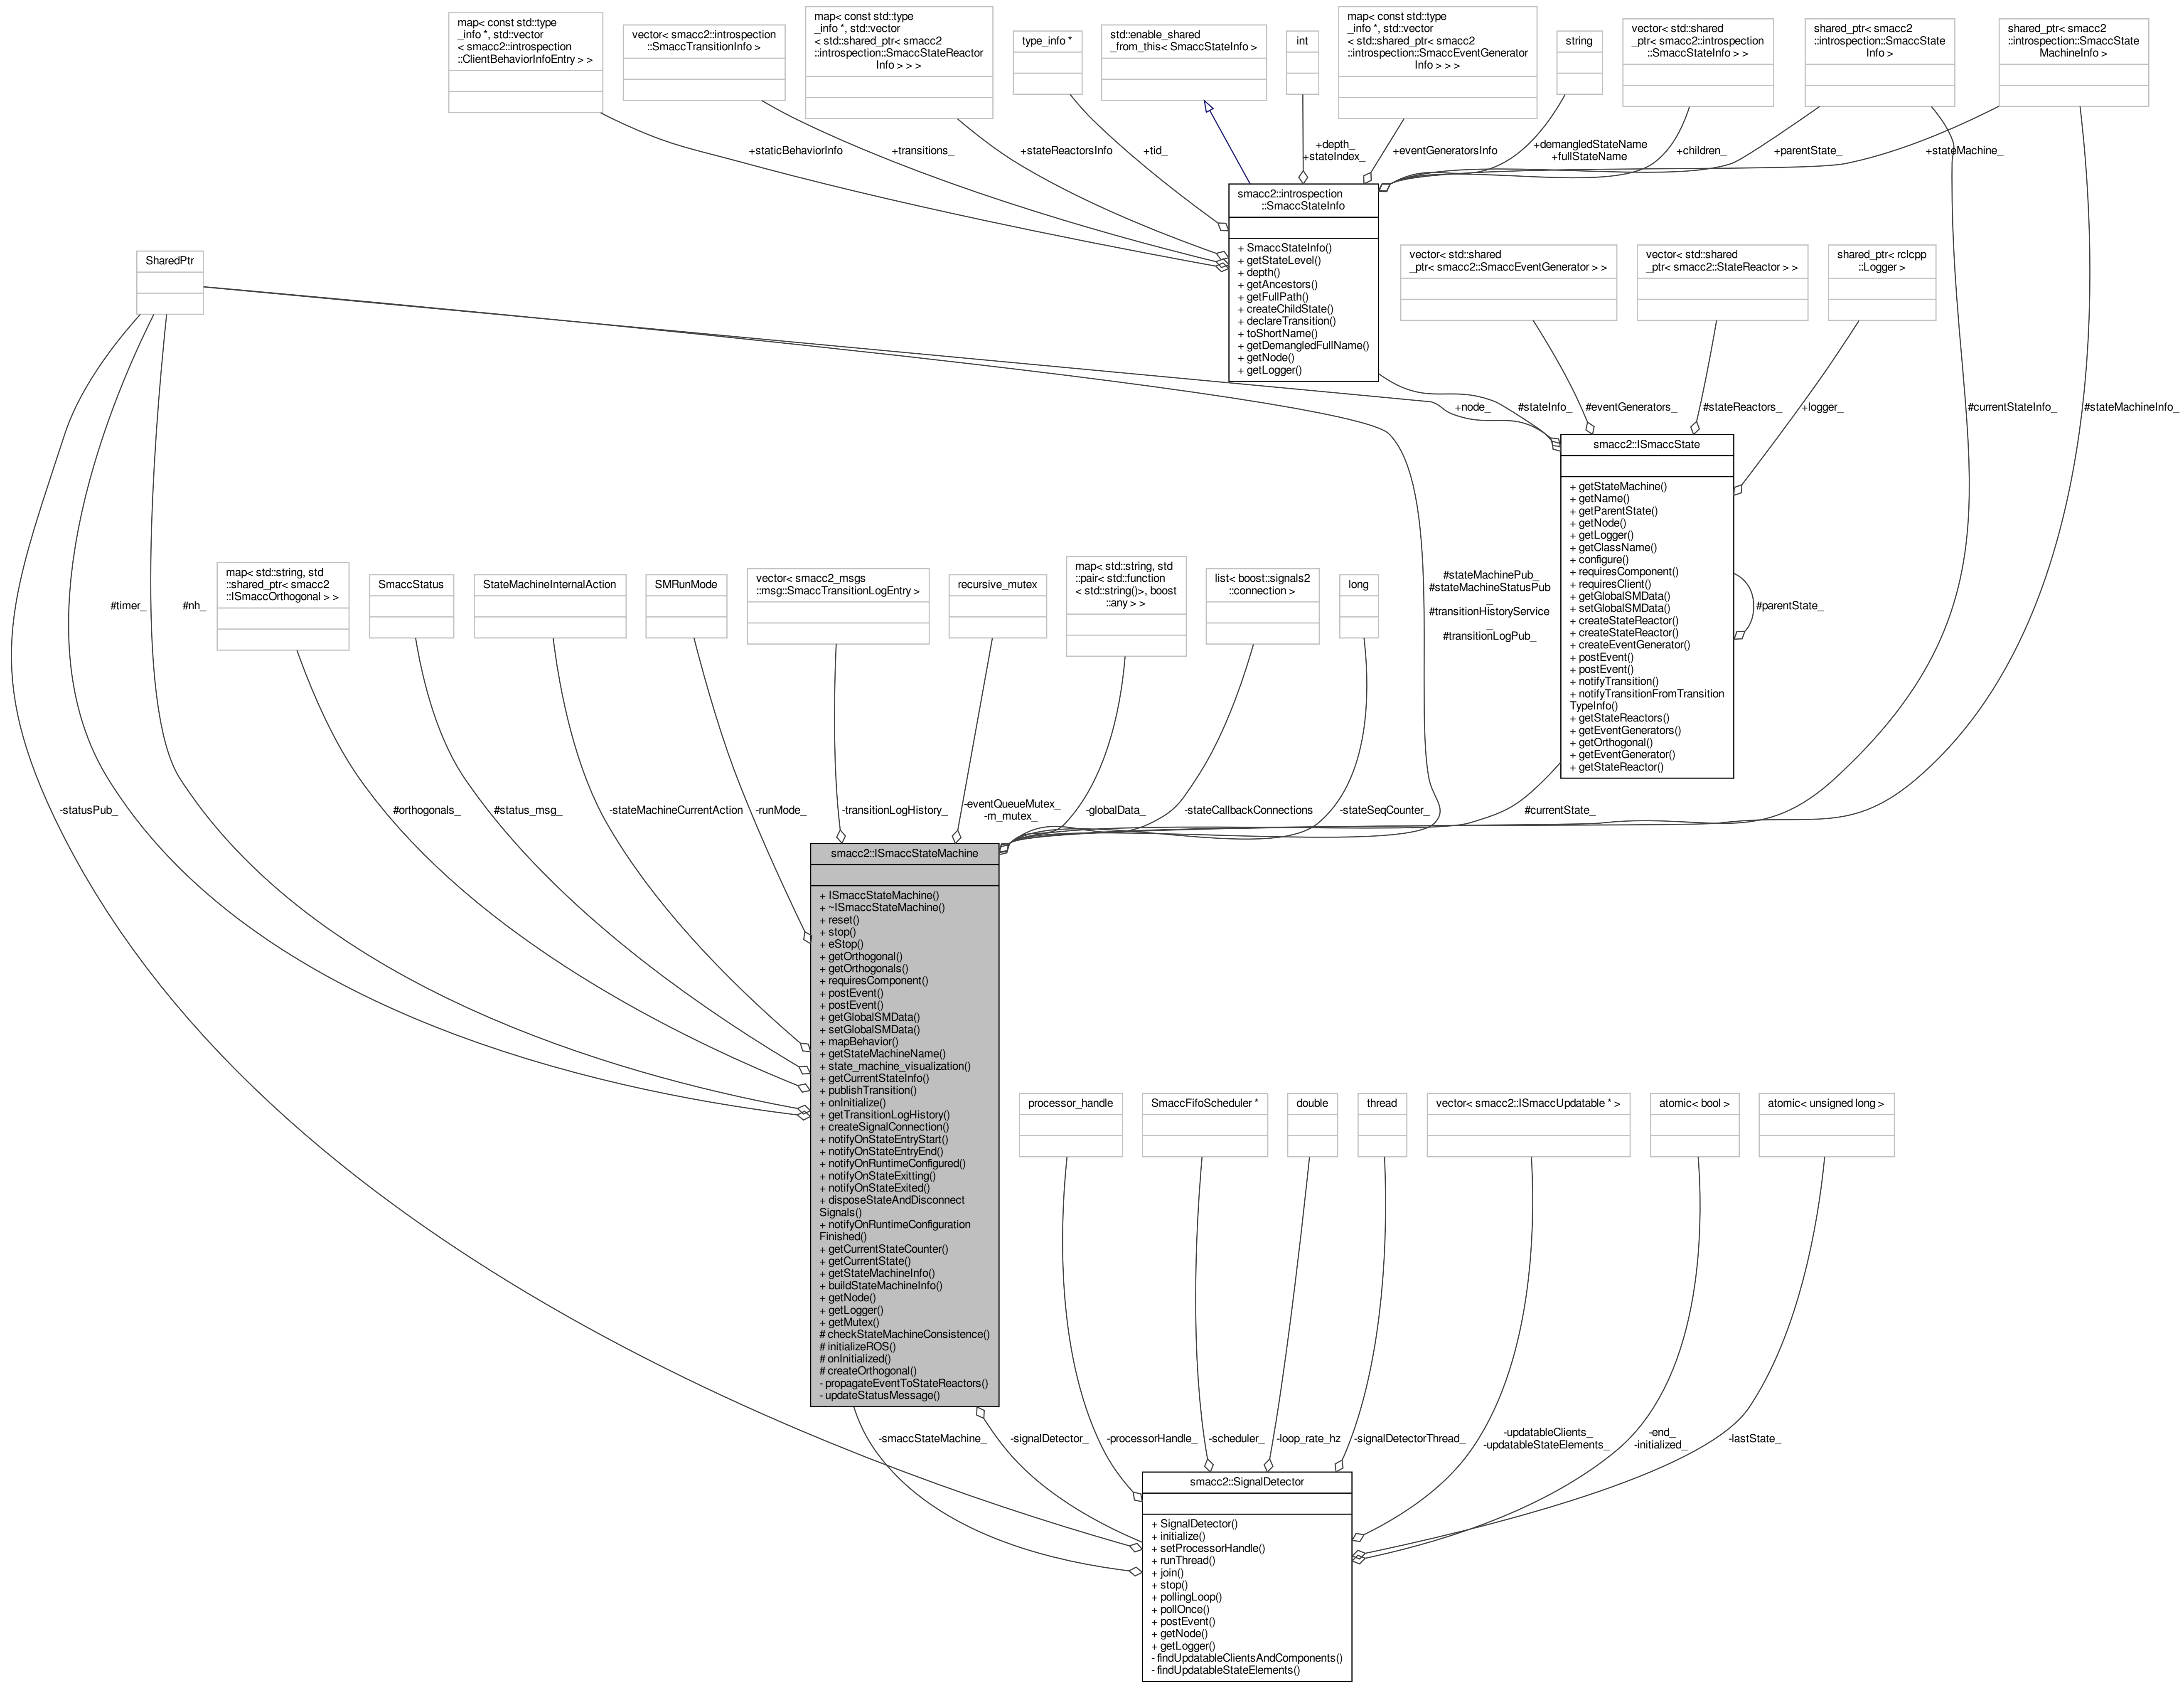 map< const std::type
_info *, std::vector
< smacc2::introspection
::ClientBehaviorInfoEntry > >
vector< smacc2::introspection
::SmaccTransitionInfo >
map< const std::type
_info *, std::vector
< std::shared_ptr< smacc2
::introspection::SmaccStateReactor
Info > > >
type_info *
std::enable_shared
_from_this< SmaccStateInfo >
int
map< const std::type
_info *, std::vector
< std::shared_ptr< smacc2
::introspection::SmaccEventGenerator
Info > > >
string
vector< std::shared
_ptr< smacc2::introspection
::SmaccStateInfo > >
shared_ptr< smacc2
::introspection::SmaccState
Info >
shared_ptr< smacc2
::introspection::SmaccState
MachineInfo >
+staticBehaviorInfo
+transitions_
+stateReactorsInfo
+tid_
+depth_
+stateIndex_
+eventGeneratorsInfo
+demangledStateName
+fullStateName
+children_
+parentState_
+stateMachine_
smacc2::introspection
::SmaccStateInfo
+ SmaccStateInfo()
+ getStateLevel()
+ depth()
+ getAncestors()
+ getFullPath()
+ createChildState()
+ declareTransition()
+ toShortName()
+ getDemangledFullName()
+ getNode()
+ getLogger()
SharedPtr
vector< std::shared
_ptr< smacc2::SmaccEventGenerator > >
vector< std::shared
_ptr< smacc2::StateReactor > >
shared_ptr< rclcpp
::Logger >
+node_
#stateInfo_
#eventGenerators_
#stateReactors_
+logger_
#currentStateInfo_
#stateMachineInfo_
smacc2::ISmaccState
+ getStateMachine()
+ getName()
+ getParentState()
+ getNode()
+ getLogger()
+ getClassName()
+ configure()
+ requiresComponent()
+ requiresClient()
+ getGlobalSMData()
+ setGlobalSMData()
+ createStateReactor()
+ createStateReactor()
+ createEventGenerator()
+ postEvent()
+ postEvent()
+ notifyTransition()
+ notifyTransitionFromTransition
TypeInfo()
+ getStateReactors()
+ getEventGenerators()
+ getOrthogonal()
+ getEventGenerator()
+ getStateReactor()
#parentState_
#timer_
#nh_
map< std::string, std
::shared_ptr< smacc2
::ISmaccOrthogonal > >
SmaccStatus
StateMachineInternalAction
SMRunMode
vector< smacc2_msgs
::msg::SmaccTransitionLogEntry >
recursive_mutex
map< std::string, std
::pair< std::function
< std::string()>, boost
::any > >
list< boost::signals2
::connection >
long
#stateMachinePub_
#stateMachineStatusPub
_
#transitionHistoryService
_
#transitionLogPub_
-statusPub_
#orthogonals_
#status_msg_
-stateMachineCurrentAction
-runMode_
-transitionLogHistory_
-eventQueueMutex_
-m_mutex_
-globalData_
-stateCallbackConnections
-stateSeqCounter_
#currentState_
smacc2::ISmaccStateMachine
+ ISmaccStateMachine()
+ ~ISmaccStateMachine()
+ reset()
+ stop()
+ eStop()
+ getOrthogonal()
+ getOrthogonals()
+ requiresComponent()
+ postEvent()
+ postEvent()
+ getGlobalSMData()
+ setGlobalSMData()
+ mapBehavior()
+ getStateMachineName()
+ state_machine_visualization()
+ getCurrentStateInfo()
+ publishTransition()
+ onInitialize()
+ getTransitionLogHistory()
+ createSignalConnection()
+ notifyOnStateEntryStart()
+ notifyOnStateEntryEnd()
+ notifyOnRuntimeConfigured()
+ notifyOnStateExitting()
+ notifyOnStateExited()
+ disposeStateAndDisconnect
Signals()
+ notifyOnRuntimeConfiguration
Finished()
+ getCurrentStateCounter()
+ getCurrentState()
+ getStateMachineInfo()
+ buildStateMachineInfo()
+ getNode()
+ getLogger()
+ getMutex()
# checkStateMachineConsistence()
# initializeROS()
# onInitialized()
# createOrthogonal()
- propagateEventToStateReactors()
- updateStatusMessage()
processor_handle
SmaccFifoScheduler *
double
thread
vector< smacc2::ISmaccUpdatable * >
atomic< bool >
atomic< unsigned long >
-smaccStateMachine_
-signalDetector_
-processorHandle_
-scheduler_
-loop_rate_hz
-signalDetectorThread_
-updatableClients_
-updatableStateElements_
-end_
-initialized_
-lastState_
smacc2::SignalDetector
+ SignalDetector()
+ initialize()
+ setProcessorHandle()
+ runThread()
+ join()
+ stop()
+ pollingLoop()
+ pollOnce()
+ postEvent()
+ getNode()
+ getLogger()
- findUpdatableClientsAndComponents()
- findUpdatableStateElements()